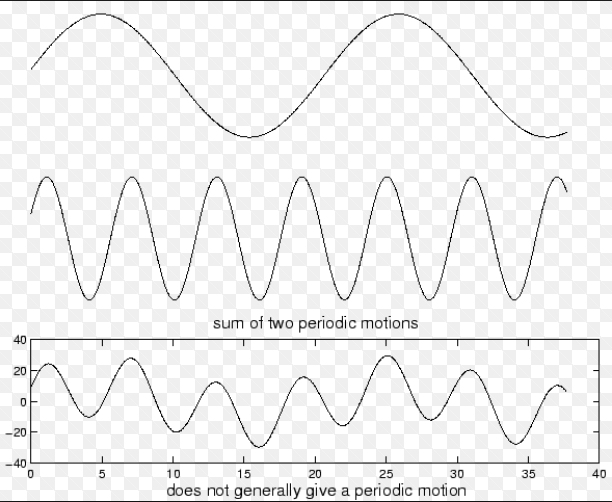 sum of two periodic motions
40
20
0
−20
−40
0 5 10 15 20 25 30 35 40
does not generally give a periodic motion